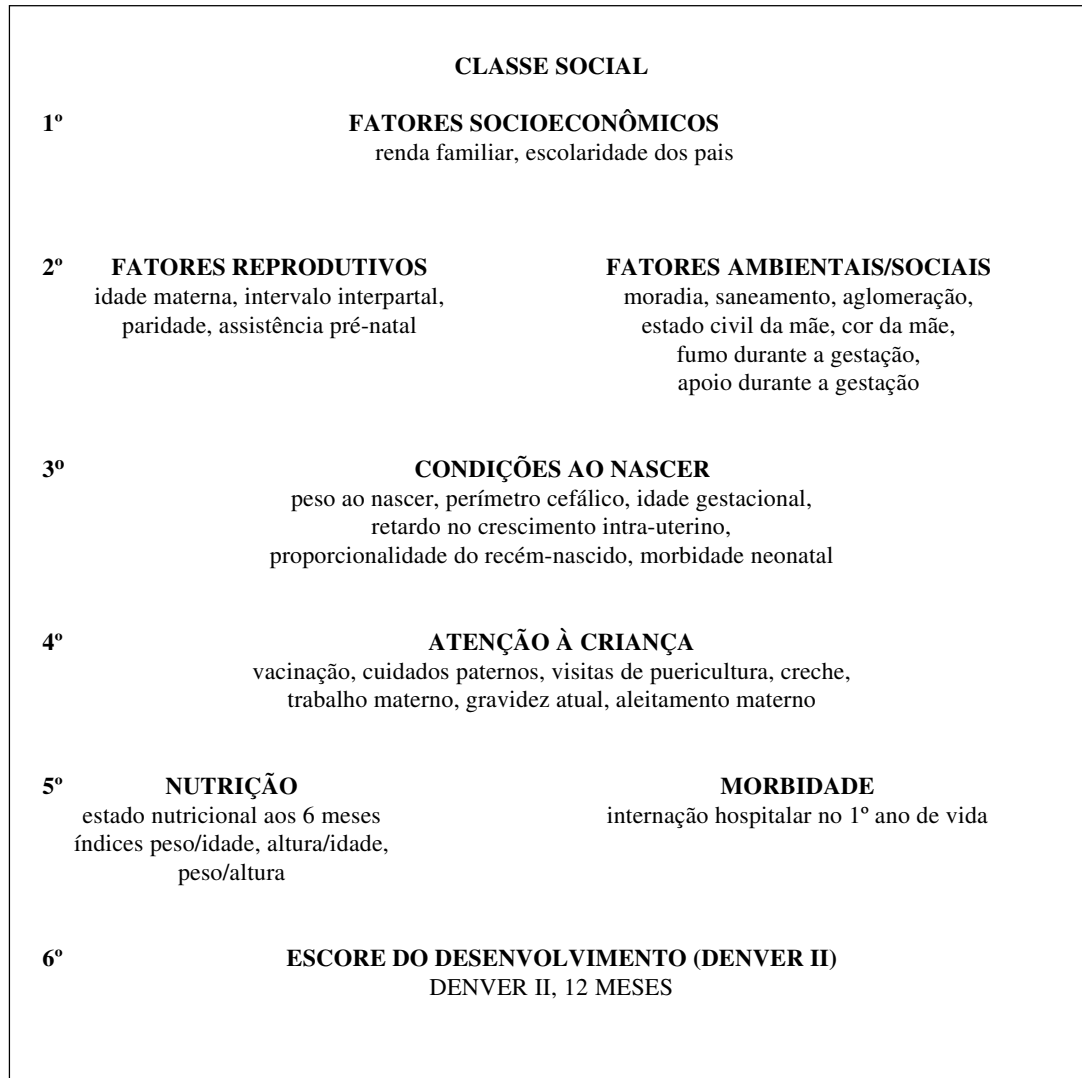 CLASSE SOCIAL
1º FATORES SOCIOECONÔMICOS
renda familiar, escolaridade dos pais
2º FATORES REPRODUTIVOS FATORES AMBIENTAIS/SOCIAIS
idade materna, intervalo interpartal, moradia, saneamento, aglomeração,
paridade, assistência pré-natal estado civil da mãe, cor da mãe,
fumo durante a gestação,
apoio durante a gestação
3º CONDIÇÕES AO NASCER
peso ao nascer, perímetro cefálico, idade gestacional,
retardo no crescimento intra-uterino,
proporcionalidade do recém-nascido, morbidade neonatal
4º ATENÇÃO À CRIANÇA
vacinação, cuidados paternos, visitas de puericultura, creche,
trabalho materno, gravidez atual, aleitamento materno
5º NUTRIÇÃO MORBIDADE
estado nutricional aos 6 meses internação hospitalar no 1º ano de vida
índices peso/idade, altura/idade,
peso/altura
6º ESCORE DO DESENVOLVIMENTO (DENVER II)
DENVER II, 12 MESES